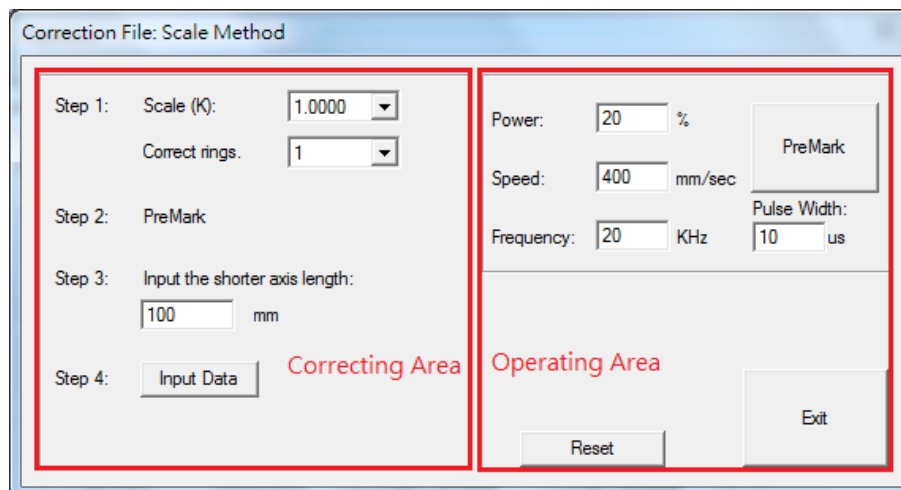 Correction File: Scale Method
Step 1: Scale (K): 1.0000
Correct rings. 1
Step 2: PreMark
Step 3: Input the shorter axis length:
100 mm
Step 4: Input Data
Correcting Area
Power: 20 %
PreMark
Speed: 400 mm/sec
Pulse Width:
Frequency: 20 KHz
10 us
Operating Area
Exit
Reset